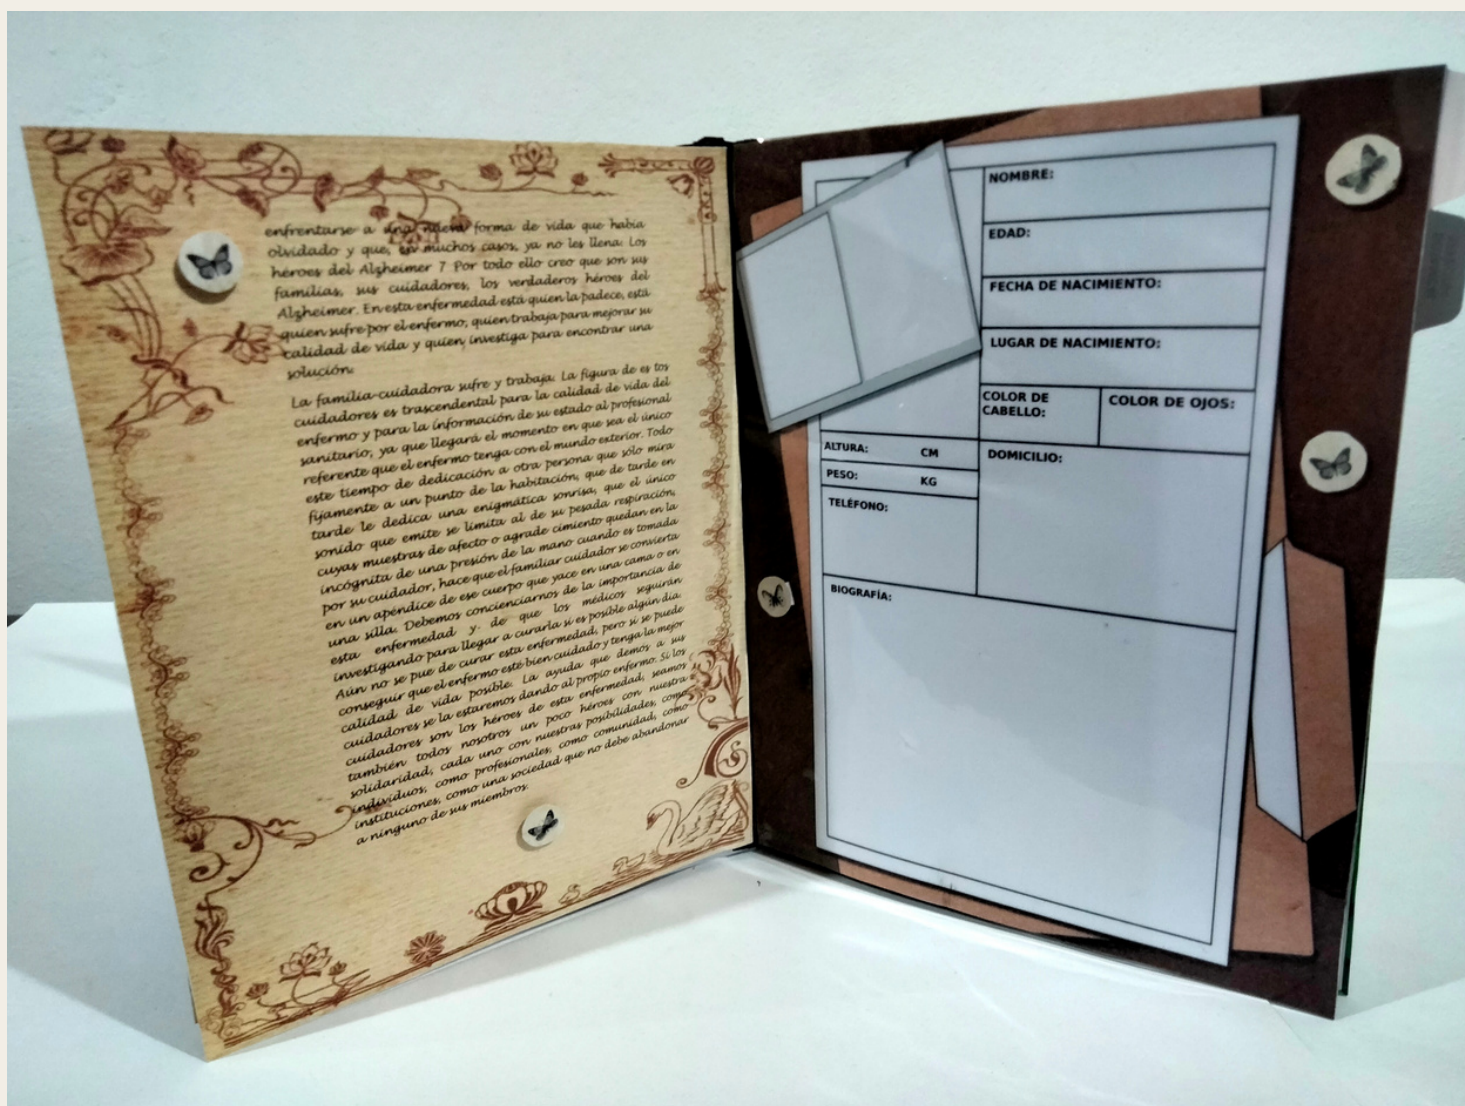 enfrentarse a una nueva forma de vida que había
olvidado y que, en muchos casos, ya no les llena. Los
héroes del Alzheimer 7 Por todo ello creo que son sus
familias, sus cuidadores, los verdaderos héroes del
Alzheimer. En esta enfermedad está quien la padece, está
quien sufre por el enfermo, quien trabaja para mejorar su
calidad de vida y quien investiga para encontrar una
solución.
La familia-cuidadora sufre y trabaja. La figura de es tos
cuidadores es trascendental para la calidad de vida del
enfermo y para la información de su estado al profesional
sanitario, ya que llegará el momento en que sea el único
referente que el enfermo tenga con el mundo exterior. Todo
este tiempo de dedicación a otra persona que sólo mira
fijamente a un punto de la habitación, que de tarde en
tarde le dedica una enigmática sonrisa, que el único
sonido que emite se limita al de su pesada respiración,
cuyas muestras de afecto o agrade cimiento quedan en la
incógnita de una presión de la mano cuando es tomada
por su cuidador, hace que el familiar cuidador se convierta
en un apéndice de ese cuerpo que yace en una cama o en
una silla. Debemos concienciarnos de la importancia de
esta enfermedad y de que los médicos seguirán
investigando para llegar a curarla si es posible algún día.
Aún no se pue de curar esta enfermedad, pero sí se puede
conseguir que el enfermo esté bien cuidado y tenga la mejor
calidad de vida posible. La ayuda que demos a sus
cuidadores se la estaremos dando al propio enfermo. Si los
cuidadores son los héroes de esta enfermedad, seamos
también todos nosotros un poco héroes con nuestra
solidaridad, cada uno con nuestras posibilidades, como
individuos, como profesionales, como comunidad, como
instituciones, como una sociedad que no debe abandonar
a ninguno de sus miembros.
NOMBRE:
EDAD:
FECHA DE NACIMIENTO:
LUGAR DE NACIMIENTO:
COLOR DE
CABELLO:
COLOR DE OJOS:
ALTURA: CM
PESO: KG
TELÉFONO:
DOMICILIO:
BIOGRAFÍA: